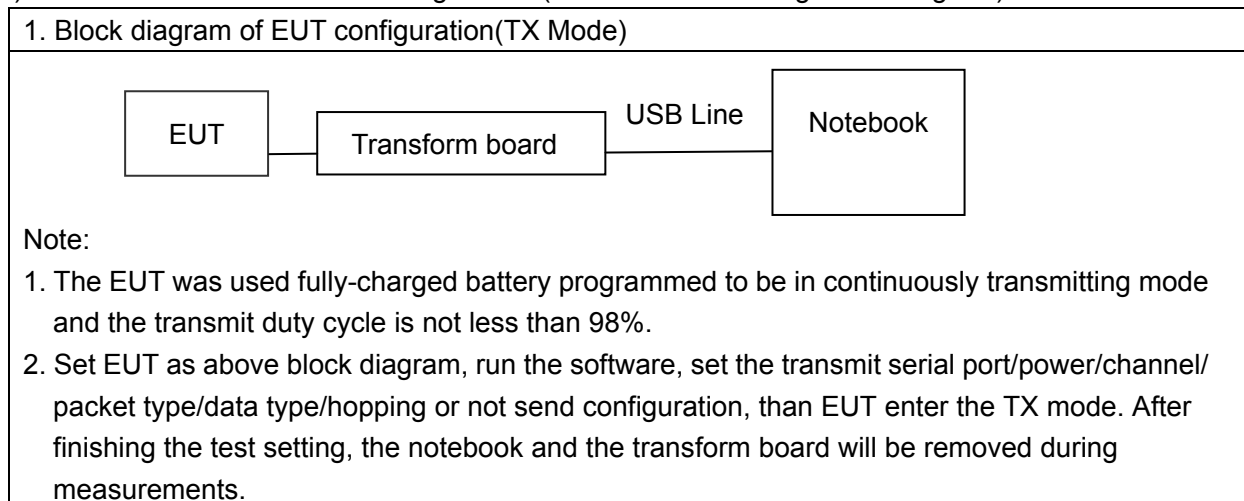 1. Block diagram of EUT configuration(TX Mode)
EUT
Transform board
USB Line
Notebook
Note:
1. The EUT was used fully-charged battery programmed to be in continuously transmitting mode
and the transmit duty cycle is not less than 98%.
2. Set EUT as above block diagram, run the software, set the transmit serial port/power/channel/
packet type/data type/hopping or not send configuration, than EUT enter the TX mode. After
finishing the test setting, the notebook and the transform board will be removed during
measurements.